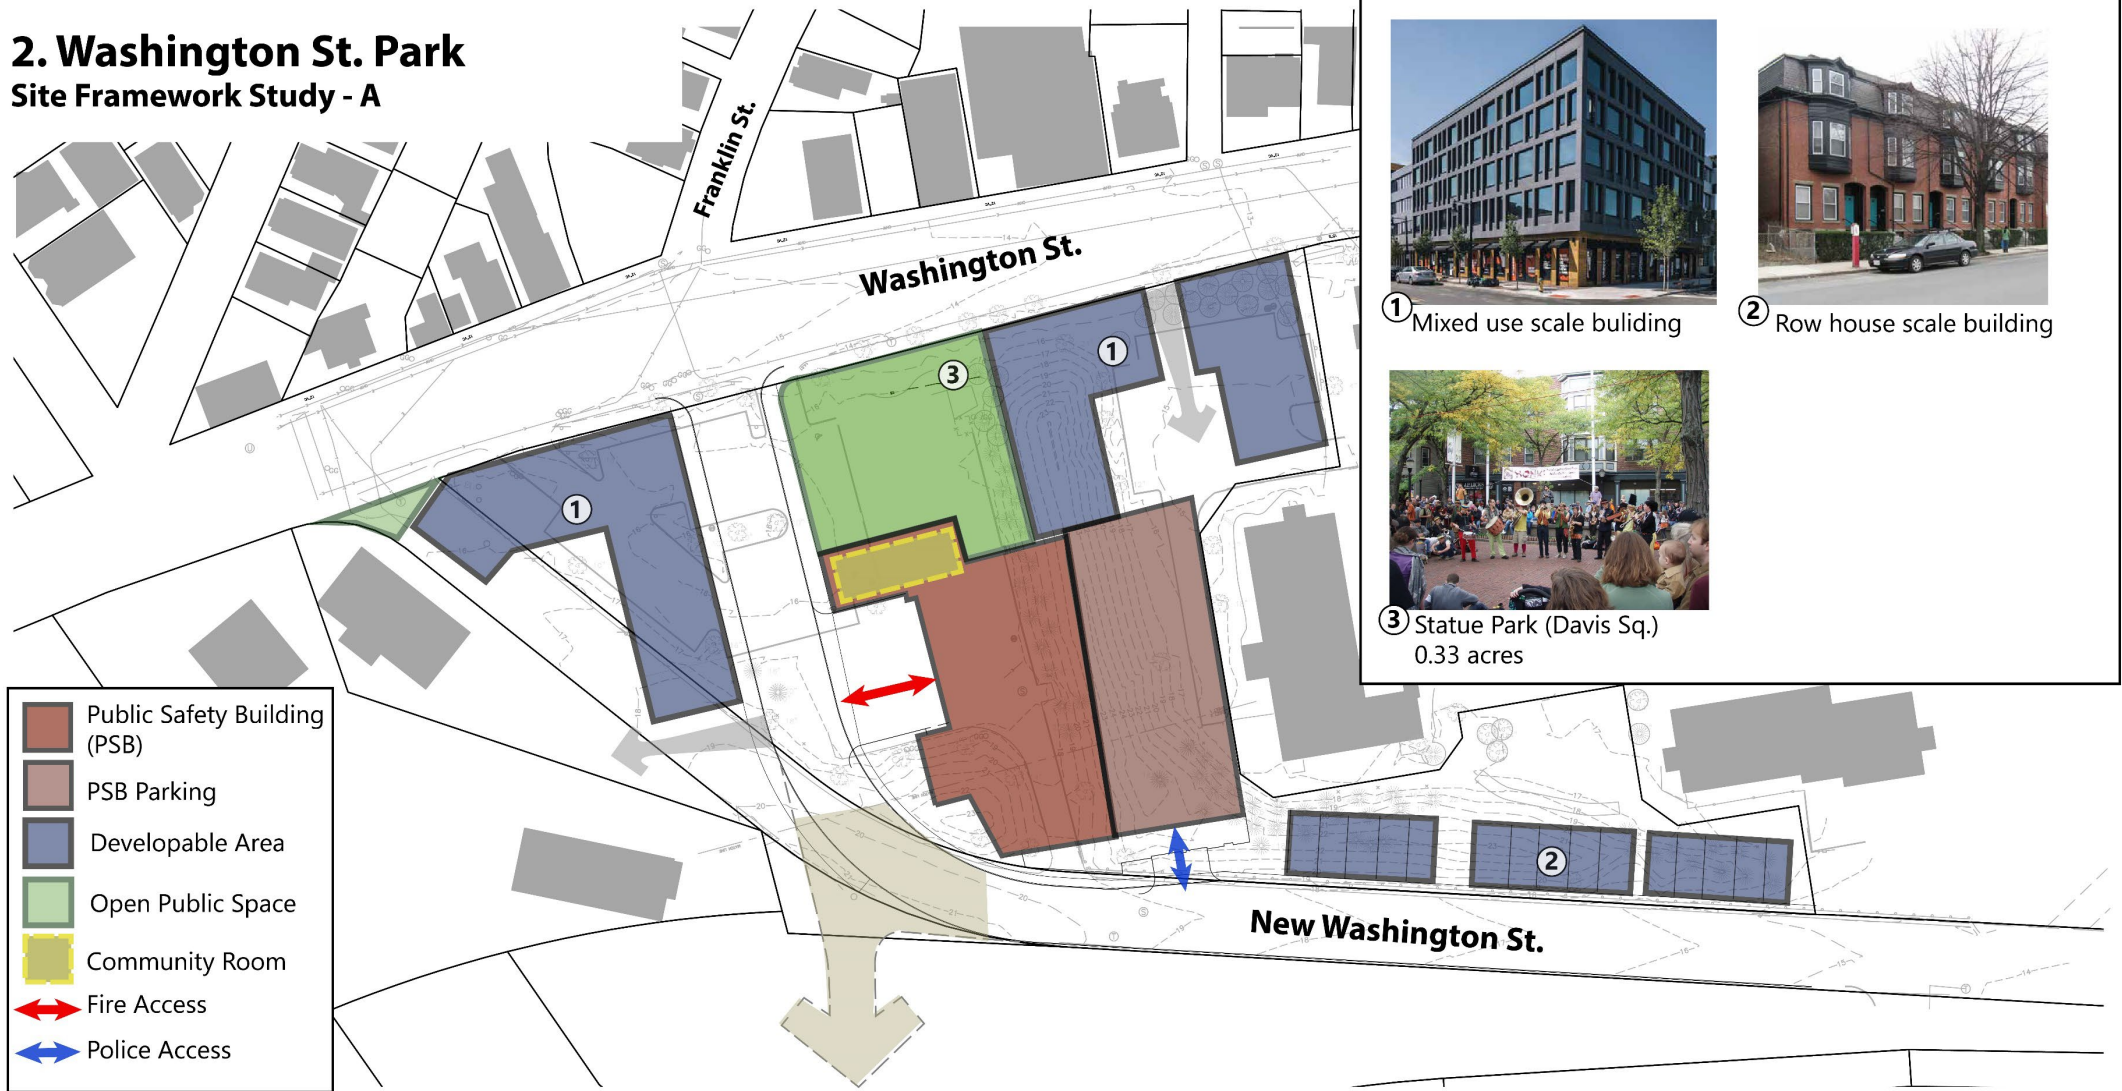 2. Washington St. Park
Site Framework Study - A
Franklin St.
Washington St.
New Washington St.
1
1
2
3
1 Mixed use scale buliding
2 Row house scale building
3 Statue Park (Davis Sq.)
0.33 acres
Public Safety Building
(PSB)
PSB Parking
Developable Area
Open Public Space
Community Room
Fire Access
Police Access